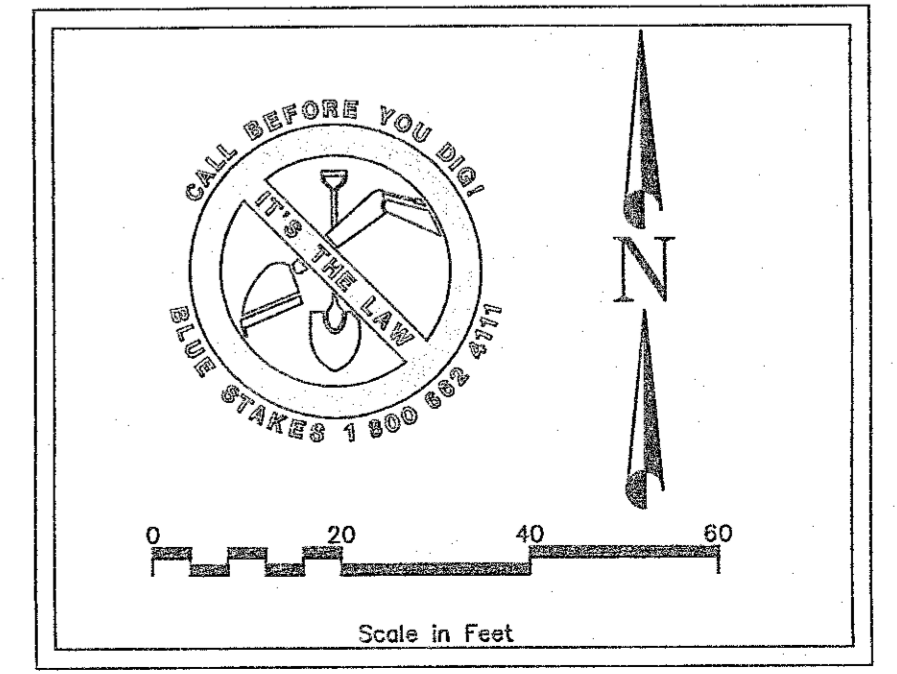 CALL BEFORE YOU DIG!
IT'S THE LAW
BLUE STAKES 1 800 662 4111
N
0 20 40 60
Scale in Feet